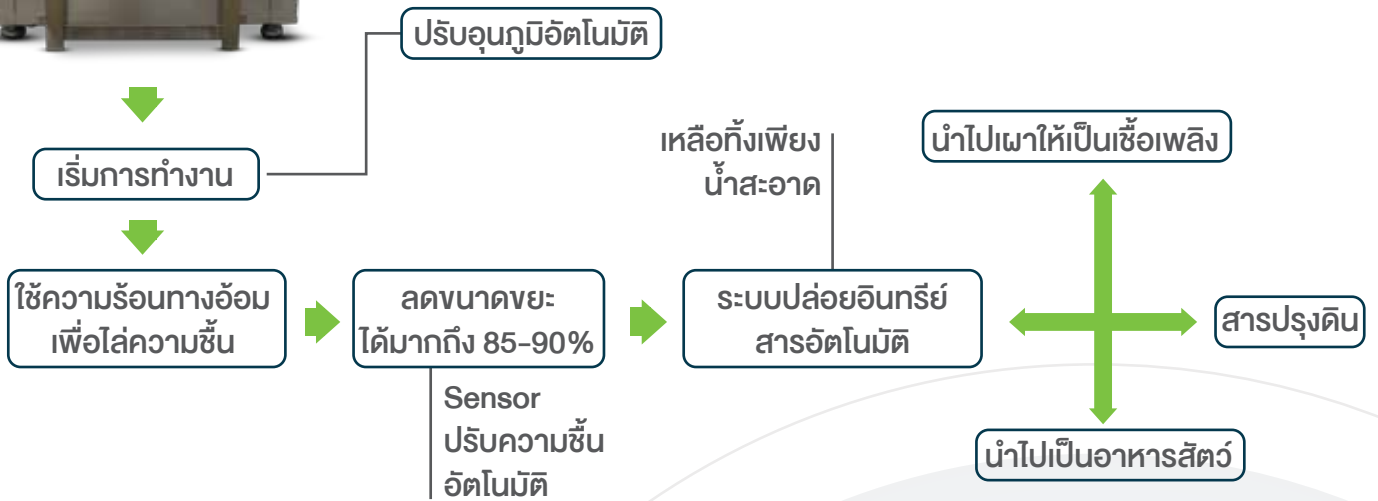 ปรับอุนภูมิอัตโนมัติ
เริ่มการทำงาน
เหลือทิ้งเพียง
น้ำสะอาด
นำไปเผาให้เป็นเชื้อเพลิง
ใช้ความร้อนทางอ้อม
เพื่อไล่ความชื้น
ลดขนาดขยะ
ได้มากถึง 85-90%
ระบบปล่อยอินทรีย์
สารอัตโนมัติ
สารปรุงดิน
Sensor
ปรับความชื้น
อัตโนมัติ
นำไปเป็นอาหารสัตว์